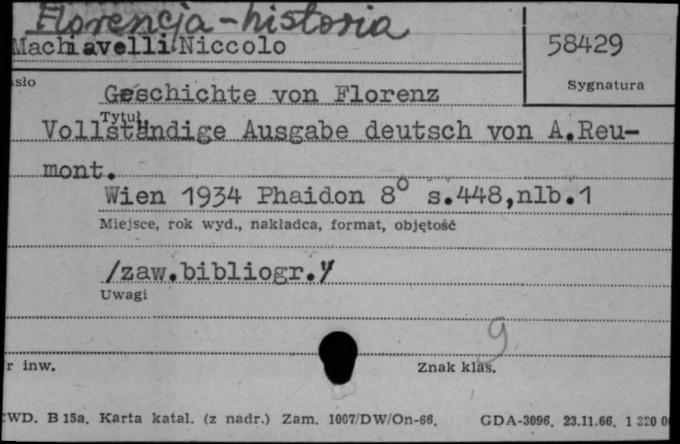 Florencja - historia
Machiavelli Niccolo
58429
Sygnatura
Geschichte von Florenz
Tytuł
Vollständige Ausgabe deutsch von A.Reu-
mont.
Wien 1934 Phaidon 8° s.448,nlb.1
Miejsce, rok wyd., nakładca, format, objętość
/zaw.bibliogr./
Uwagi
9
inw.
Znak klas.
WD. B 15a. Karta katal. (z nadr.) Zam. 1007/DW/On-66. GDA-3096. 23.11.66. 1 320